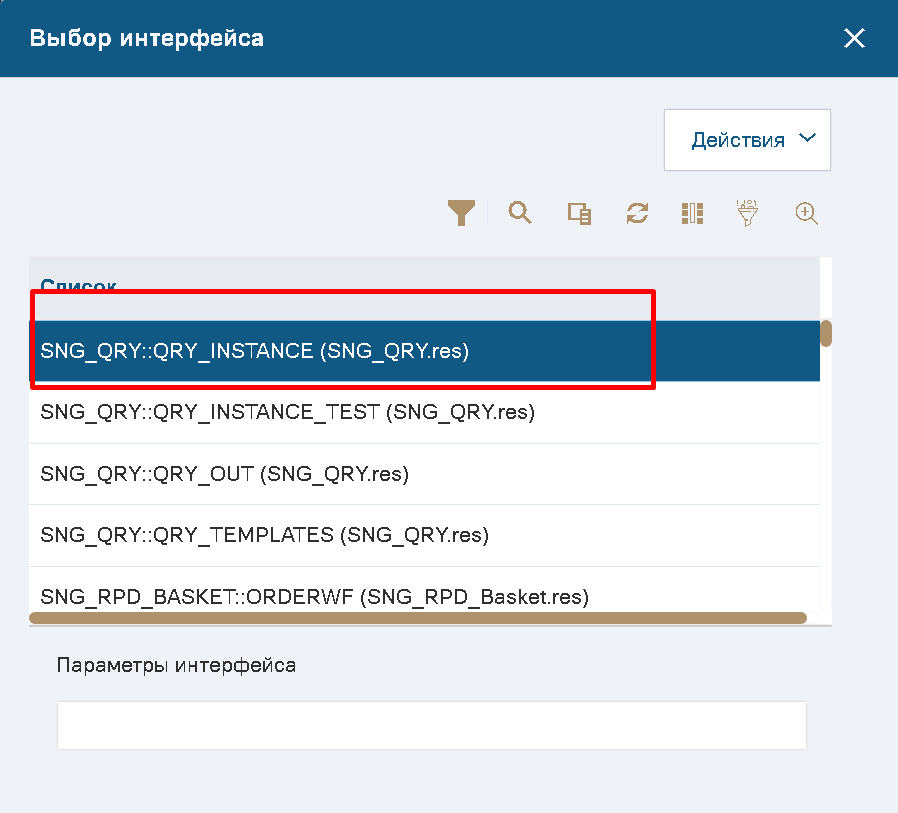 Выбор интерфейса
Действия
Список
SNG_QRY::QRY_INSTANCE (SNG_QRY.res)
SNG_QRY::QRY_INSTANCE_TEST (SNG_QRY.res)
SNG_QRY::QRY_OUT (SNG_QRY.res)
SNG_QRY::QRY_TEMPLATES (SNG_QRY.res)
SNG_RPD_BASKET::ORDERWF (SNG_RPD_Basket.res)
Параметры интерфейса